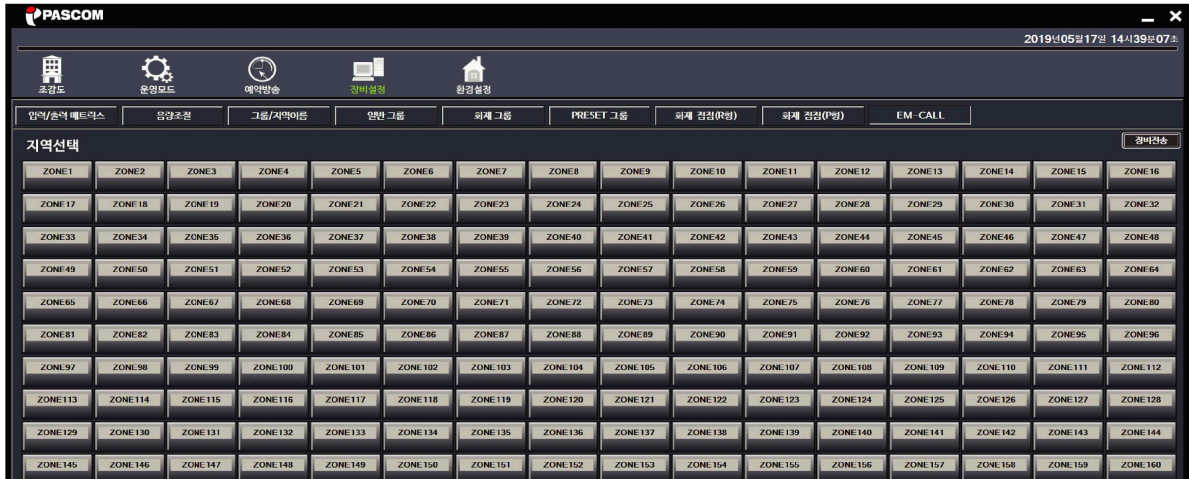 PASCOM
2019년05월17일 14시39분07초
조감도 운영모드 예약방송 장비설정 환경설정
입력/출력 매트릭스 음량조절 그룹/지역이름 일반 그룹 화재 그룹 PRESET 그룹 화재 접점(R형) 화재 접점(P형) EM-CALL
지역선택 장비전송
ZONE1 ZONE2 ZONE3 ZONE4 ZONE5 ZONE6 ZONE7 ZONE8 ZONE9 ZONE10 ZONE11 ZONE12 ZONE13 ZONE14 ZONE15 ZONE16
ZONE17 ZONE18 ZONE19 ZONE20 ZONE21 ZONE22 ZONE23 ZONE24 ZONE25 ZONE26 ZONE27 ZONE28 ZONE29 ZONE30 ZONE31 ZONE32
ZONE33 ZONE34 ZONE35 ZONE36 ZONE37 ZONE38 ZONE39 ZONE40 ZONE41 ZONE42 ZONE43 ZONE44 ZONE45 ZONE46 ZONE47 ZONE48
ZONE49 ZONE50 ZONE51 ZONE52 ZONE53 ZONE54 ZONE55 ZONE56 ZONE57 ZONE58 ZONE59 ZONE60 ZONE61 ZONE62 ZONE63 ZONE64
ZONE65 ZONE66 ZONE67 ZONE68 ZONE69 ZONE70 ZONE71 ZONE72 ZONE73 ZONE74 ZONE75 ZONE76 ZONE77 ZONE78 ZONE79 ZONE80
ZONE81 ZONE82 ZONE83 ZONE84 ZONE85 ZONE86 ZONE87 ZONE88 ZONE89 ZONE90 ZONE91 ZONE92 ZONE93 ZONE94 ZONE95 ZONE96
ZONE97 ZONE98 ZONE99 ZONE100 ZONE101 ZONE102 ZONE103 ZONE104 ZONE105 ZONE106 ZONE107 ZONE108 ZONE109 ZONE110 ZONE111 ZONE112
ZONE113 ZONE114 ZONE115 ZONE116 ZONE117 ZONE118 ZONE119 ZONE120 ZONE121 ZONE122 ZONE123 ZONE124 ZONE125 ZONE126 ZONE127 ZONE128
ZONE129 ZONE130 ZONE131 ZONE132 ZONE133 ZONE134 ZONE135 ZONE136 ZONE137 ZONE138 ZONE139 ZONE140 ZONE141 ZONE142 ZONE143 ZONE144
ZONE145 ZONE146 ZONE147 ZONE148 ZONE149 ZONE150 ZONE151 ZONE152 ZONE153 ZONE154 ZONE155 ZONE156 ZONE157 ZONE158 ZONE159 ZONE160